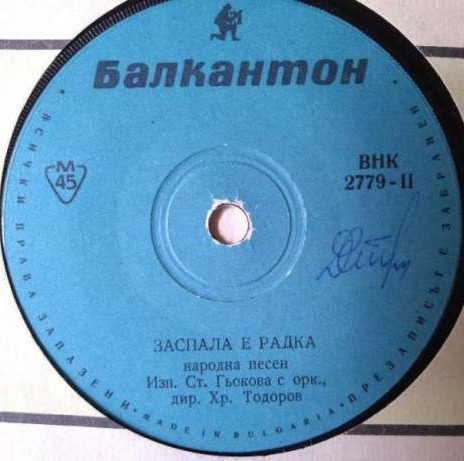 Балкантон
М
45
ВНК
2779-II
ЗАСПАЛА Е РАДКА
народна песен
Изп. Ст. Гьокова с орк.,
дир. Хр. Тодоров
• ВСИЧКИ ПРАВА ЗАПАЗЕНИ • MADE IN BULGARIA • ПРЕЗАПИСЪТ Е ЗАБРАНЕН •